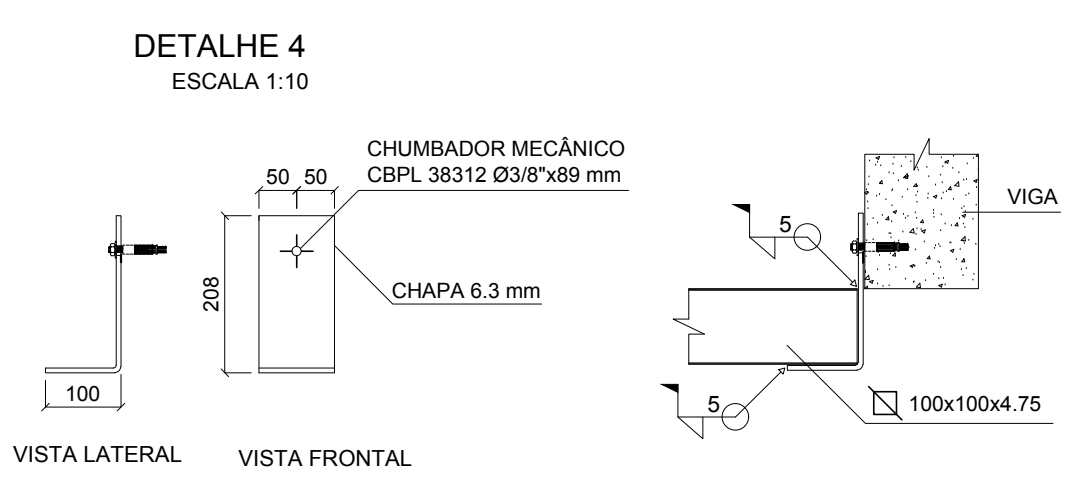 DETALHE 4
ESCALA 1:10
CHUMBADOR MECÂNICO
CBPL 38312 Ø3/8"x89 mm
50 50
208
CHAPA 6.3 mm
100
VISTA LATERAL
VISTA FRONTAL
VIGA
5
5
100x100x4.75